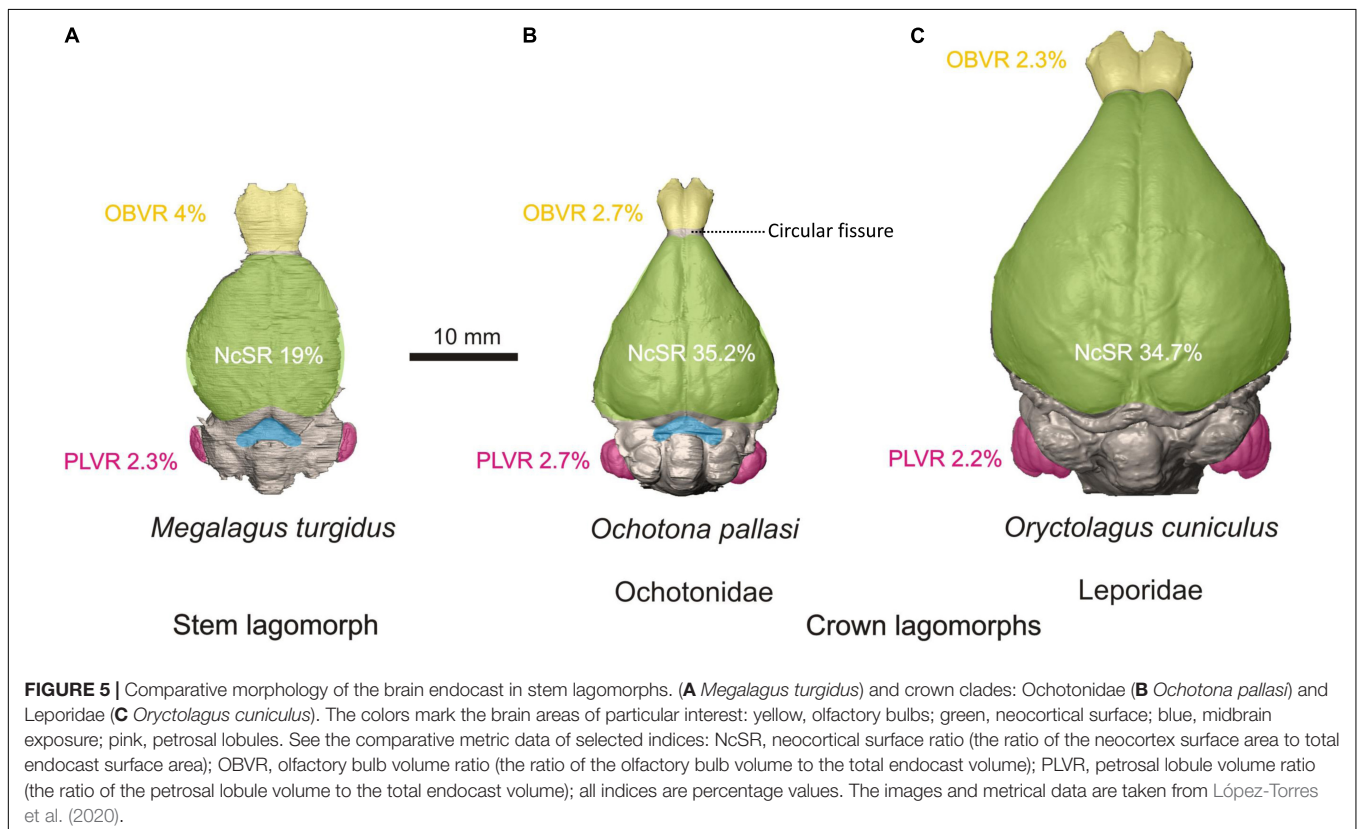 A
B
C
OBVR 2.3%
OBVR 4%
OBVR 2.7%
Circular fissure
10 mm
NcSR 19%
NcSR 35.2%
NcSR 34.7%
PLVR 2.3%
PLVR 2.7%
PLVR 2.2%
Megalagus turgidus
Ochotona pallasi
Oryctolagus cuniculus
Ochotonidae
Leporidae
Stem lagomorph
Crown lagomorphs
FIGURE 5 | Comparative morphology of the brain endocast in stem lagomorphs. (A Megalagus turgidus) and crown clades: Ochotonidae (B Ochotona pallasi) and
Leporidae (C Oryctolagus cuniculus). The colors mark the brain areas of particular interest: yellow, olfactory bulbs; green, neocortical surface; blue, midbrain
exposure; pink, petrosal lobules. See the comparative metric data of selected indices: NcSR, neocortical surface ratio (the ratio of the neocortex surface area to total
endocast surface area); OBVR, olfactory bulb volume ratio (the ratio of the olfactory bulb volume to the total endocast volume); PLVR, petrosal lobule volume ratio
(the ratio of the petrosal lobule volume to the total endocast volume); all indices are percentage values. The images and metrical data are taken from López-Torres
et al. (2020).